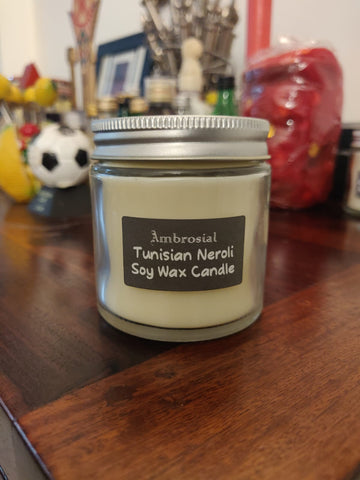 Ambrosial
Tunisian Neroli
Soy Wax Candle